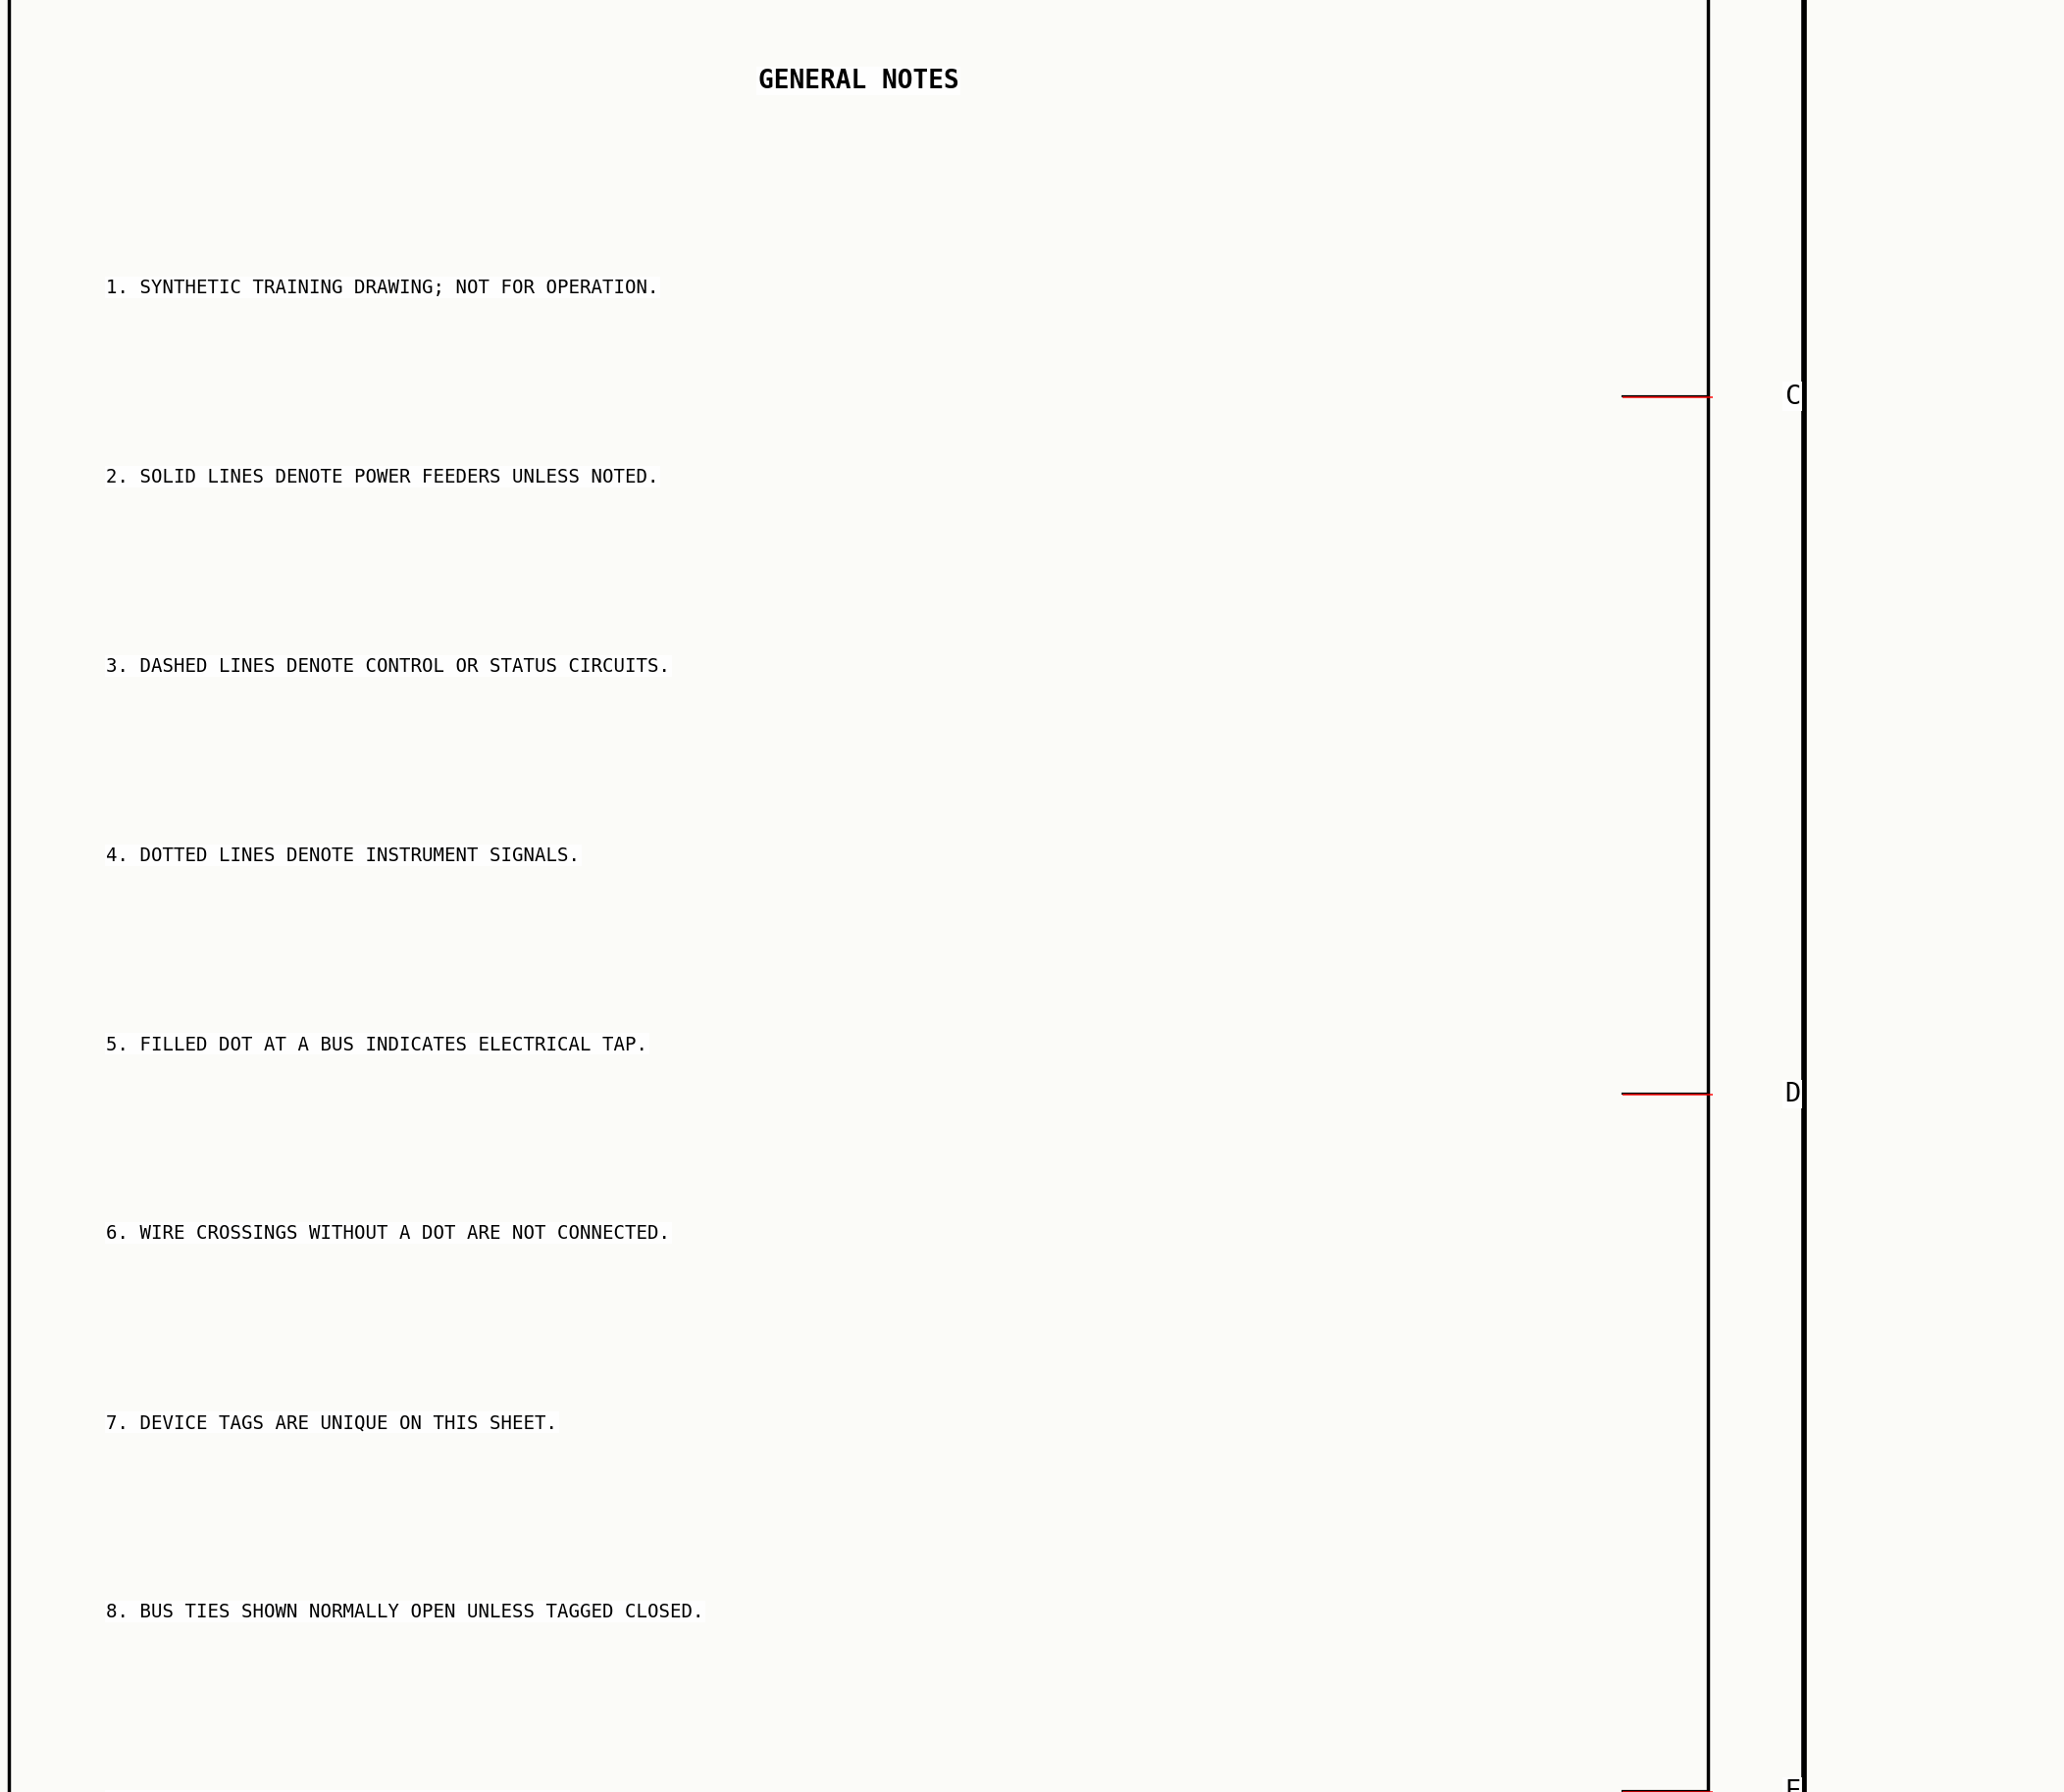 GENERAL NOTES
1. SYNTHETIC TRAINING DRAWING; NOT FOR OPERATION.
C
2. SOLID LINES DENOTE POWER FEEDERS UNLESS NOTED.
3. DASHED LINES DENOTE CONTROL OR STATUS CIRCUITS.
4. DOTTED LINES DENOTE INSTRUMENT SIGNALS.
5. FILLED DOT AT A BUS INDICATES ELECTRICAL TAP.
D
6. WIRE CROSSINGS WITHOUT A DOT ARE NOT CONNECTED.
7. DEVICE TAGS ARE UNIQUE ON THIS SHEET.
8. BUS TIES SHOWN NORMALLY OPEN UNLESS TAGGED CLOSED.